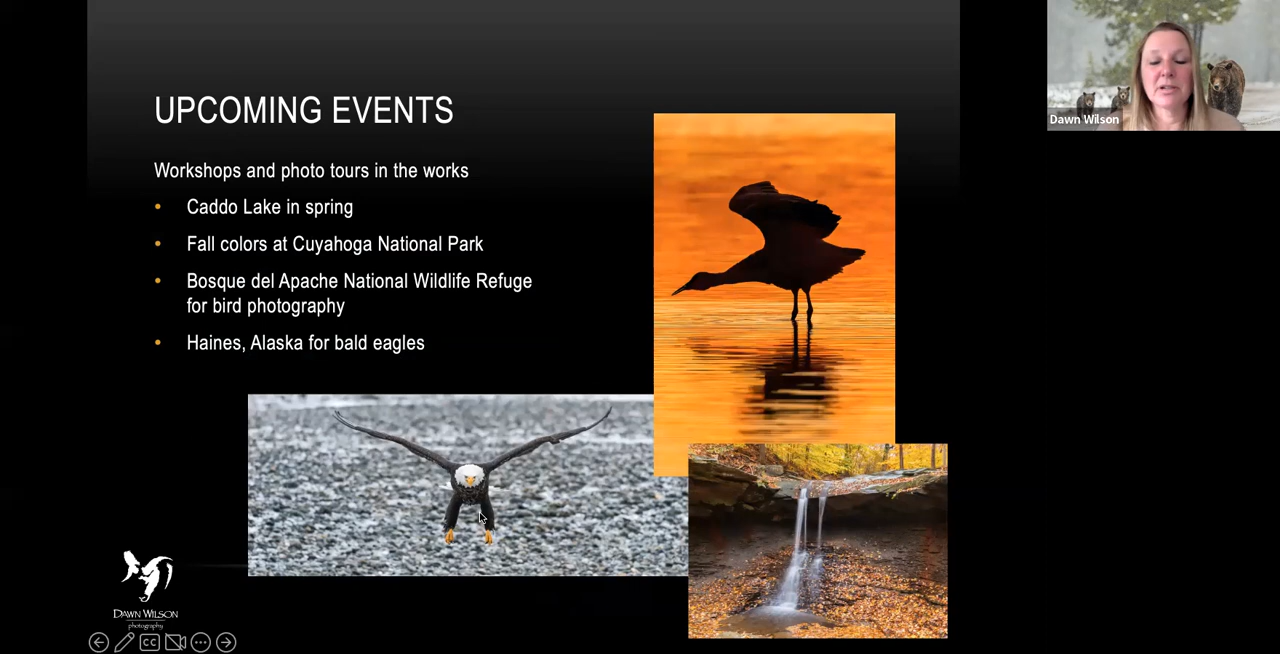 UPCOMING EVENTS
Workshops and photo tours in the works
• Caddo Lake in spring
• Fall colors at Cuyahoga National Park
• Bosque del Apache National Wildlife Refuge
for bird photography
• Haines, Alaska for bald eagles
DAWN WILSON
photography
CC
Dawn Wilson